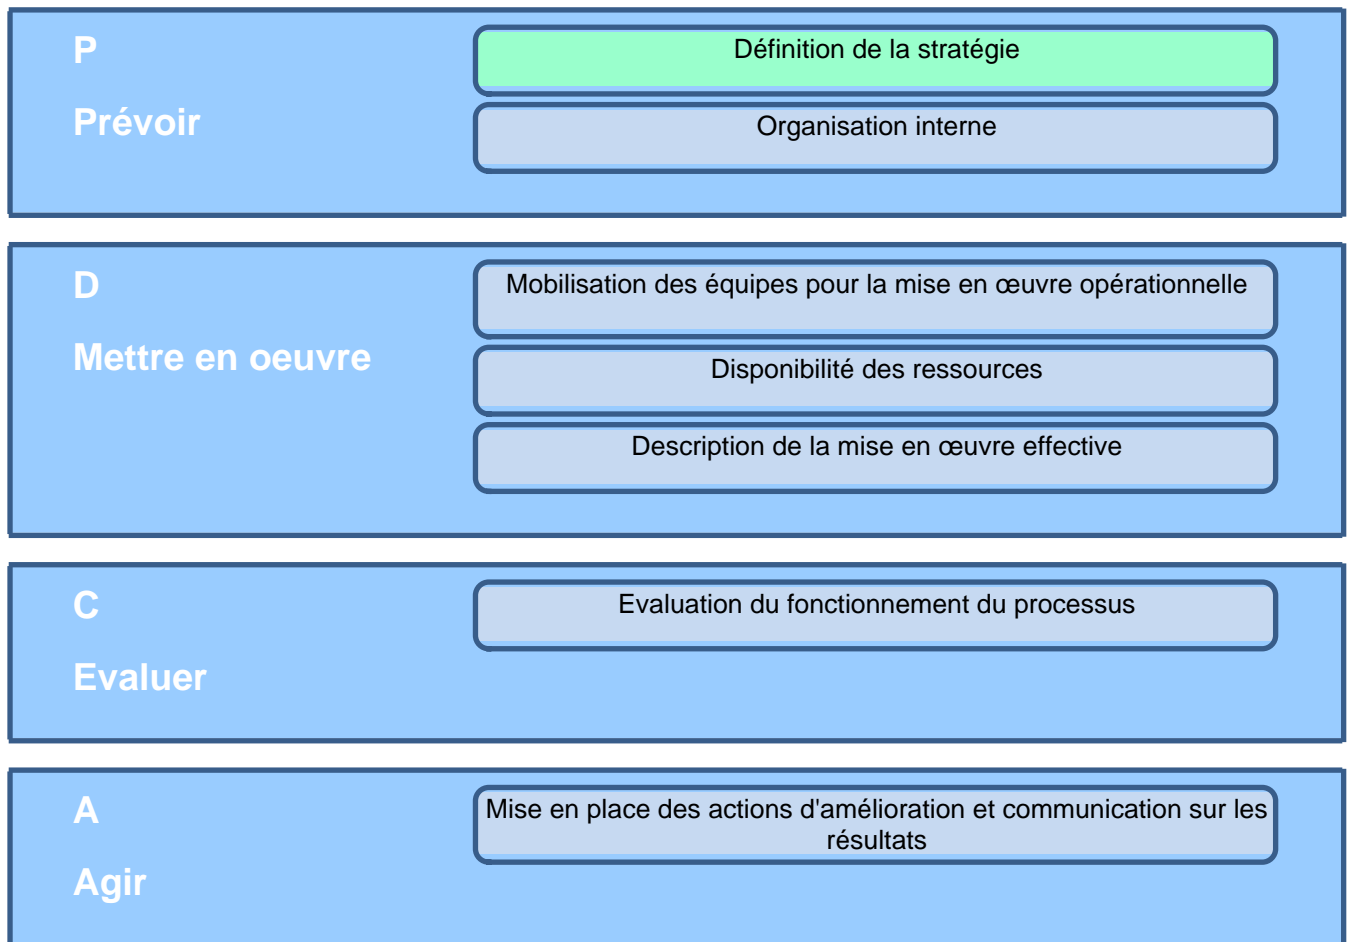 P
Définition de la stratégie
Prévoir
Organisation interne
D
Mobilisation des équipes pour la mise en œuvre opérationnelle
Mettre en oeuvre
Disponibilité des ressources
Description de la mise en œuvre effective
C
Evaluation du fonctionnement du processus
Evaluer
A
Mise en place des actions d'amélioration et communication sur les
résultats
Agir